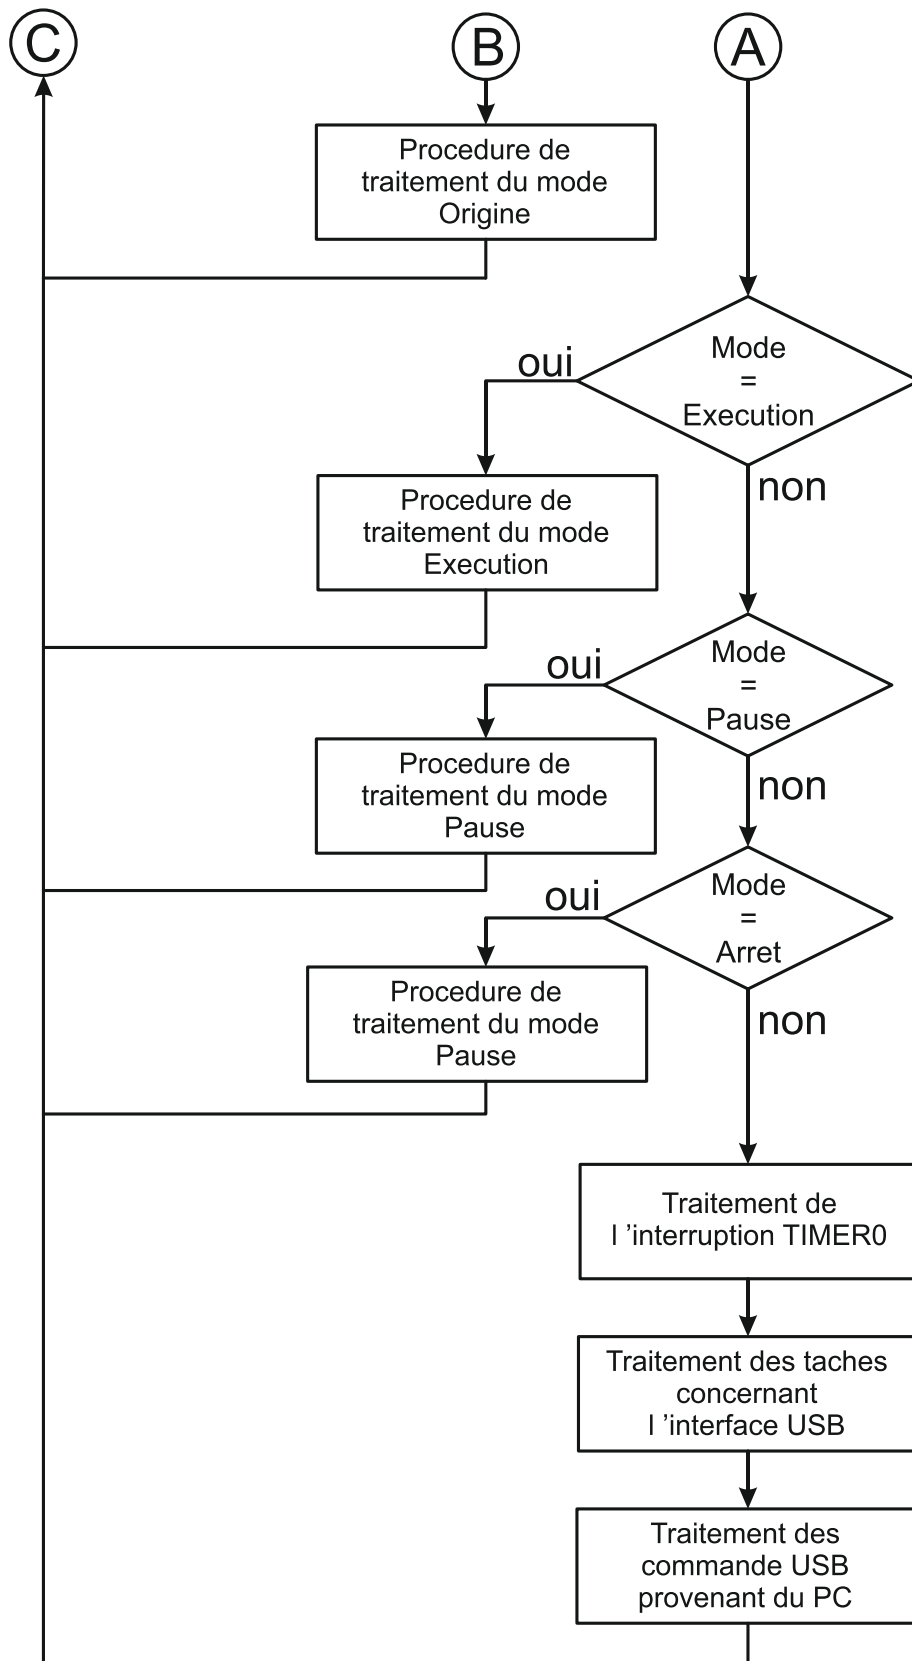 C
B
A
Procedure de
traitement du mode
Origine
Mode
=
Execution
oui
non
Procedure de
traitement du mode
Execution
Mode
=
Pause
oui
non
Procedure de
traitement du mode
Pause
Mode
=
Arret
oui
non
Procedure de
traitement du mode
Pause
Traitement de
l ’interruption TIMER0
Traitement des taches
concernant
l ’interface USB
Traitement des
commande USB
provenant du PC